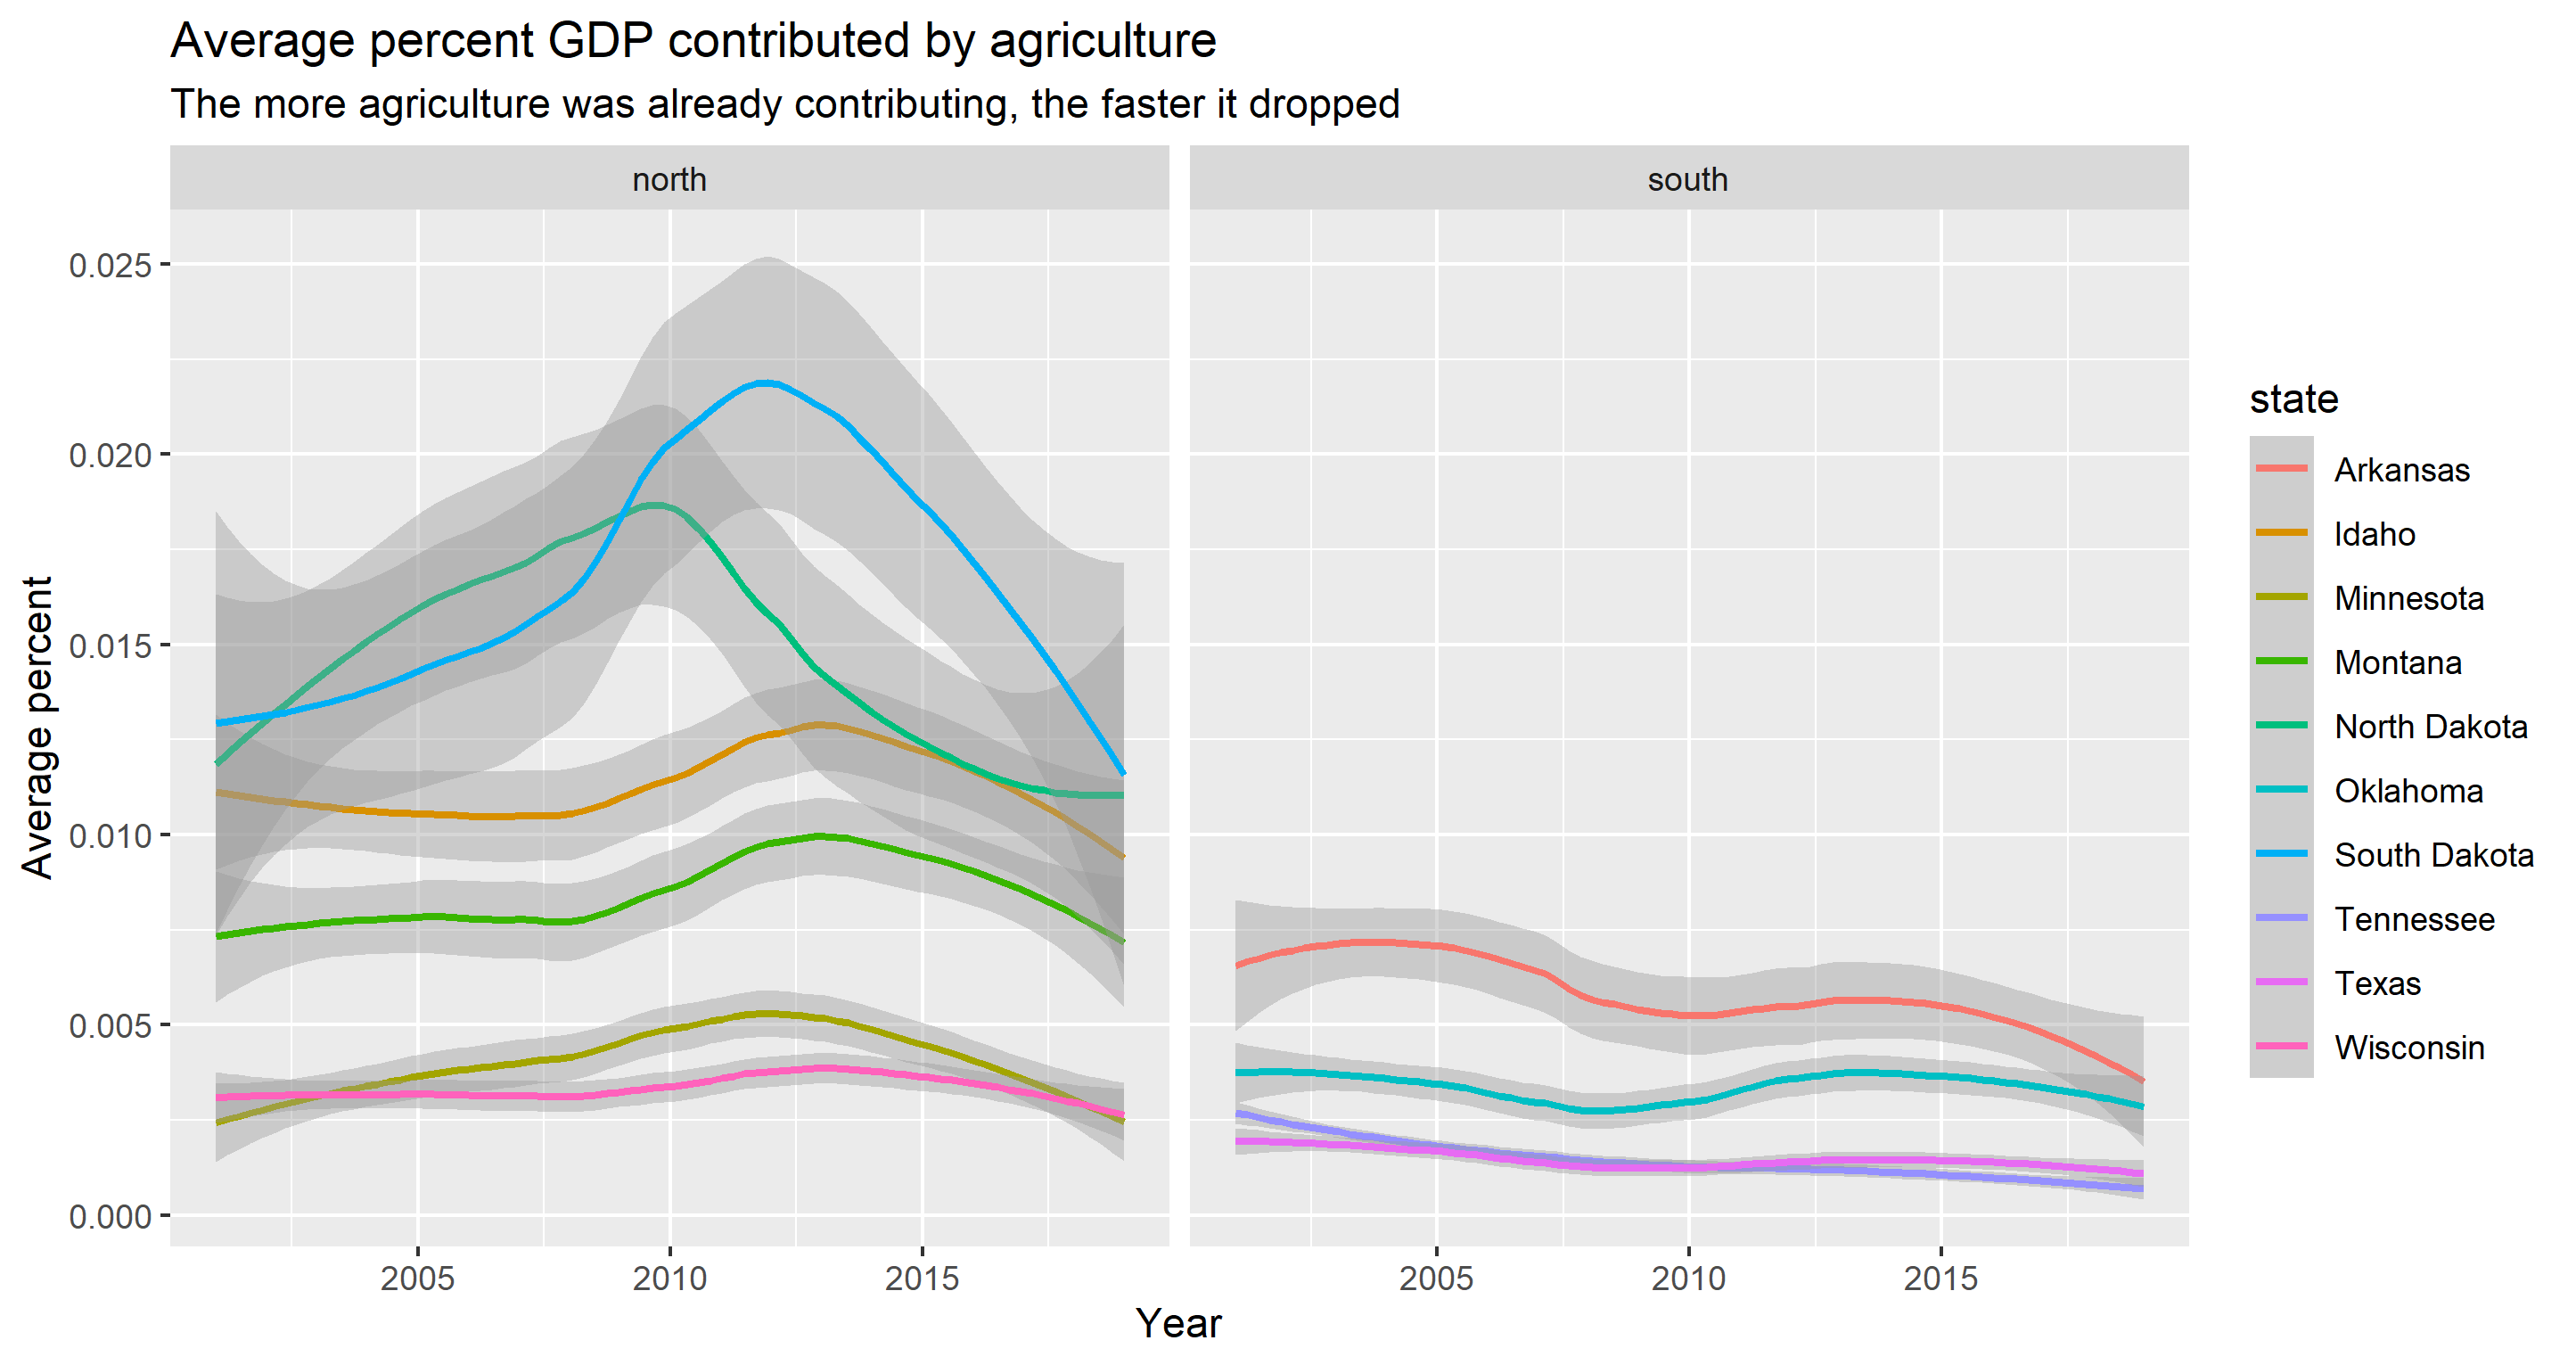 Average percent GDP contributed by agriculture
The more agriculture was already contributing, the faster it dropped
north
south
0.025
0.020
0.015
0.010
0.005
0.000
Average percent
2005 2010 2015
2005 2010 2015
Year
state
Arkansas
Idaho
Minnesota
Montana
North Dakota
Oklahoma
South Dakota
Tennessee
Texas
Wisconsin